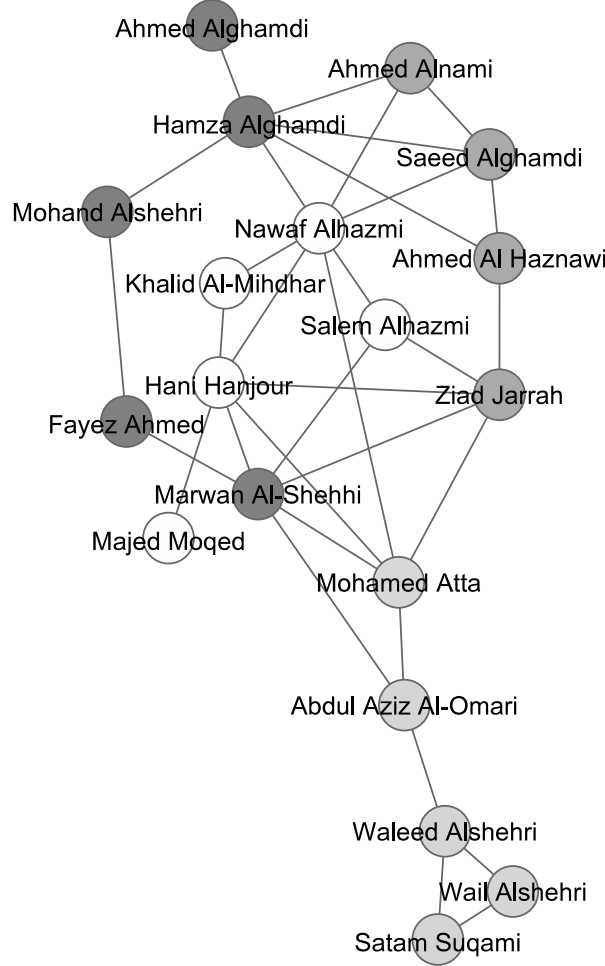 Ahmed Alghamdi
Ahmed Alnami
Hamza Alghamdi
Saeed Alghamdi
Mohand Alshehri
Nawaf Alhazmi
Ahmed Al Haznawi
Khalid Al-Mihdhar
Salem Alhazmi
Hani Hanjour
Ziad Jarrah
Fayez Ahmed
Marwan Al-Shehhi
Majed Moqed
Mohamed Atta
Abdul Aziz Al-Omari
Waleed Alshehri
Wail Alshehri
Satam Suqami